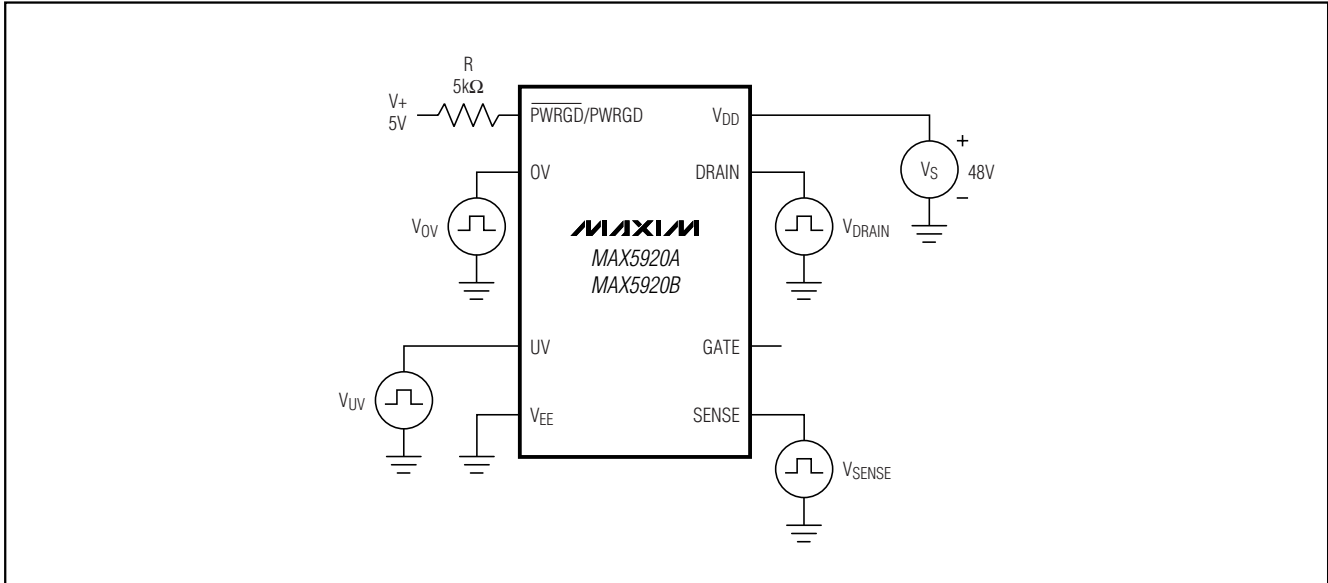 R
5kΩ
V+
5V
PWRGD/PWRGD
VDD
+
VS
48V
−
OV
DRAIN
VOV
VDRAIN
MAXIM
MAX5920A
MAX5920B
UV
GATE
VUV
VEE
SENSE
VSENSE